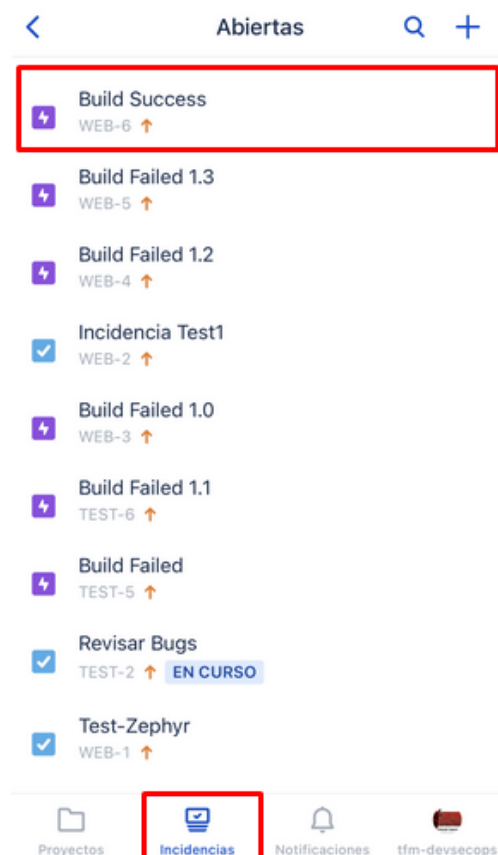 Abiertas
Build Success
WEB-6
Build Failed 1.3
WEB-5
Build Failed 1.2
WEB-4
Incidencia Test1
WEB-2
Build Failed 1.0
WEB-3
Build Failed 1.1
TEST-6
Build Failed
TEST-5
Revisar Bugs
TEST-2 EN CURSO
Test-Zephyr
WEB-1
Proyectos Incidencias Notificaciones tfm-devsecops